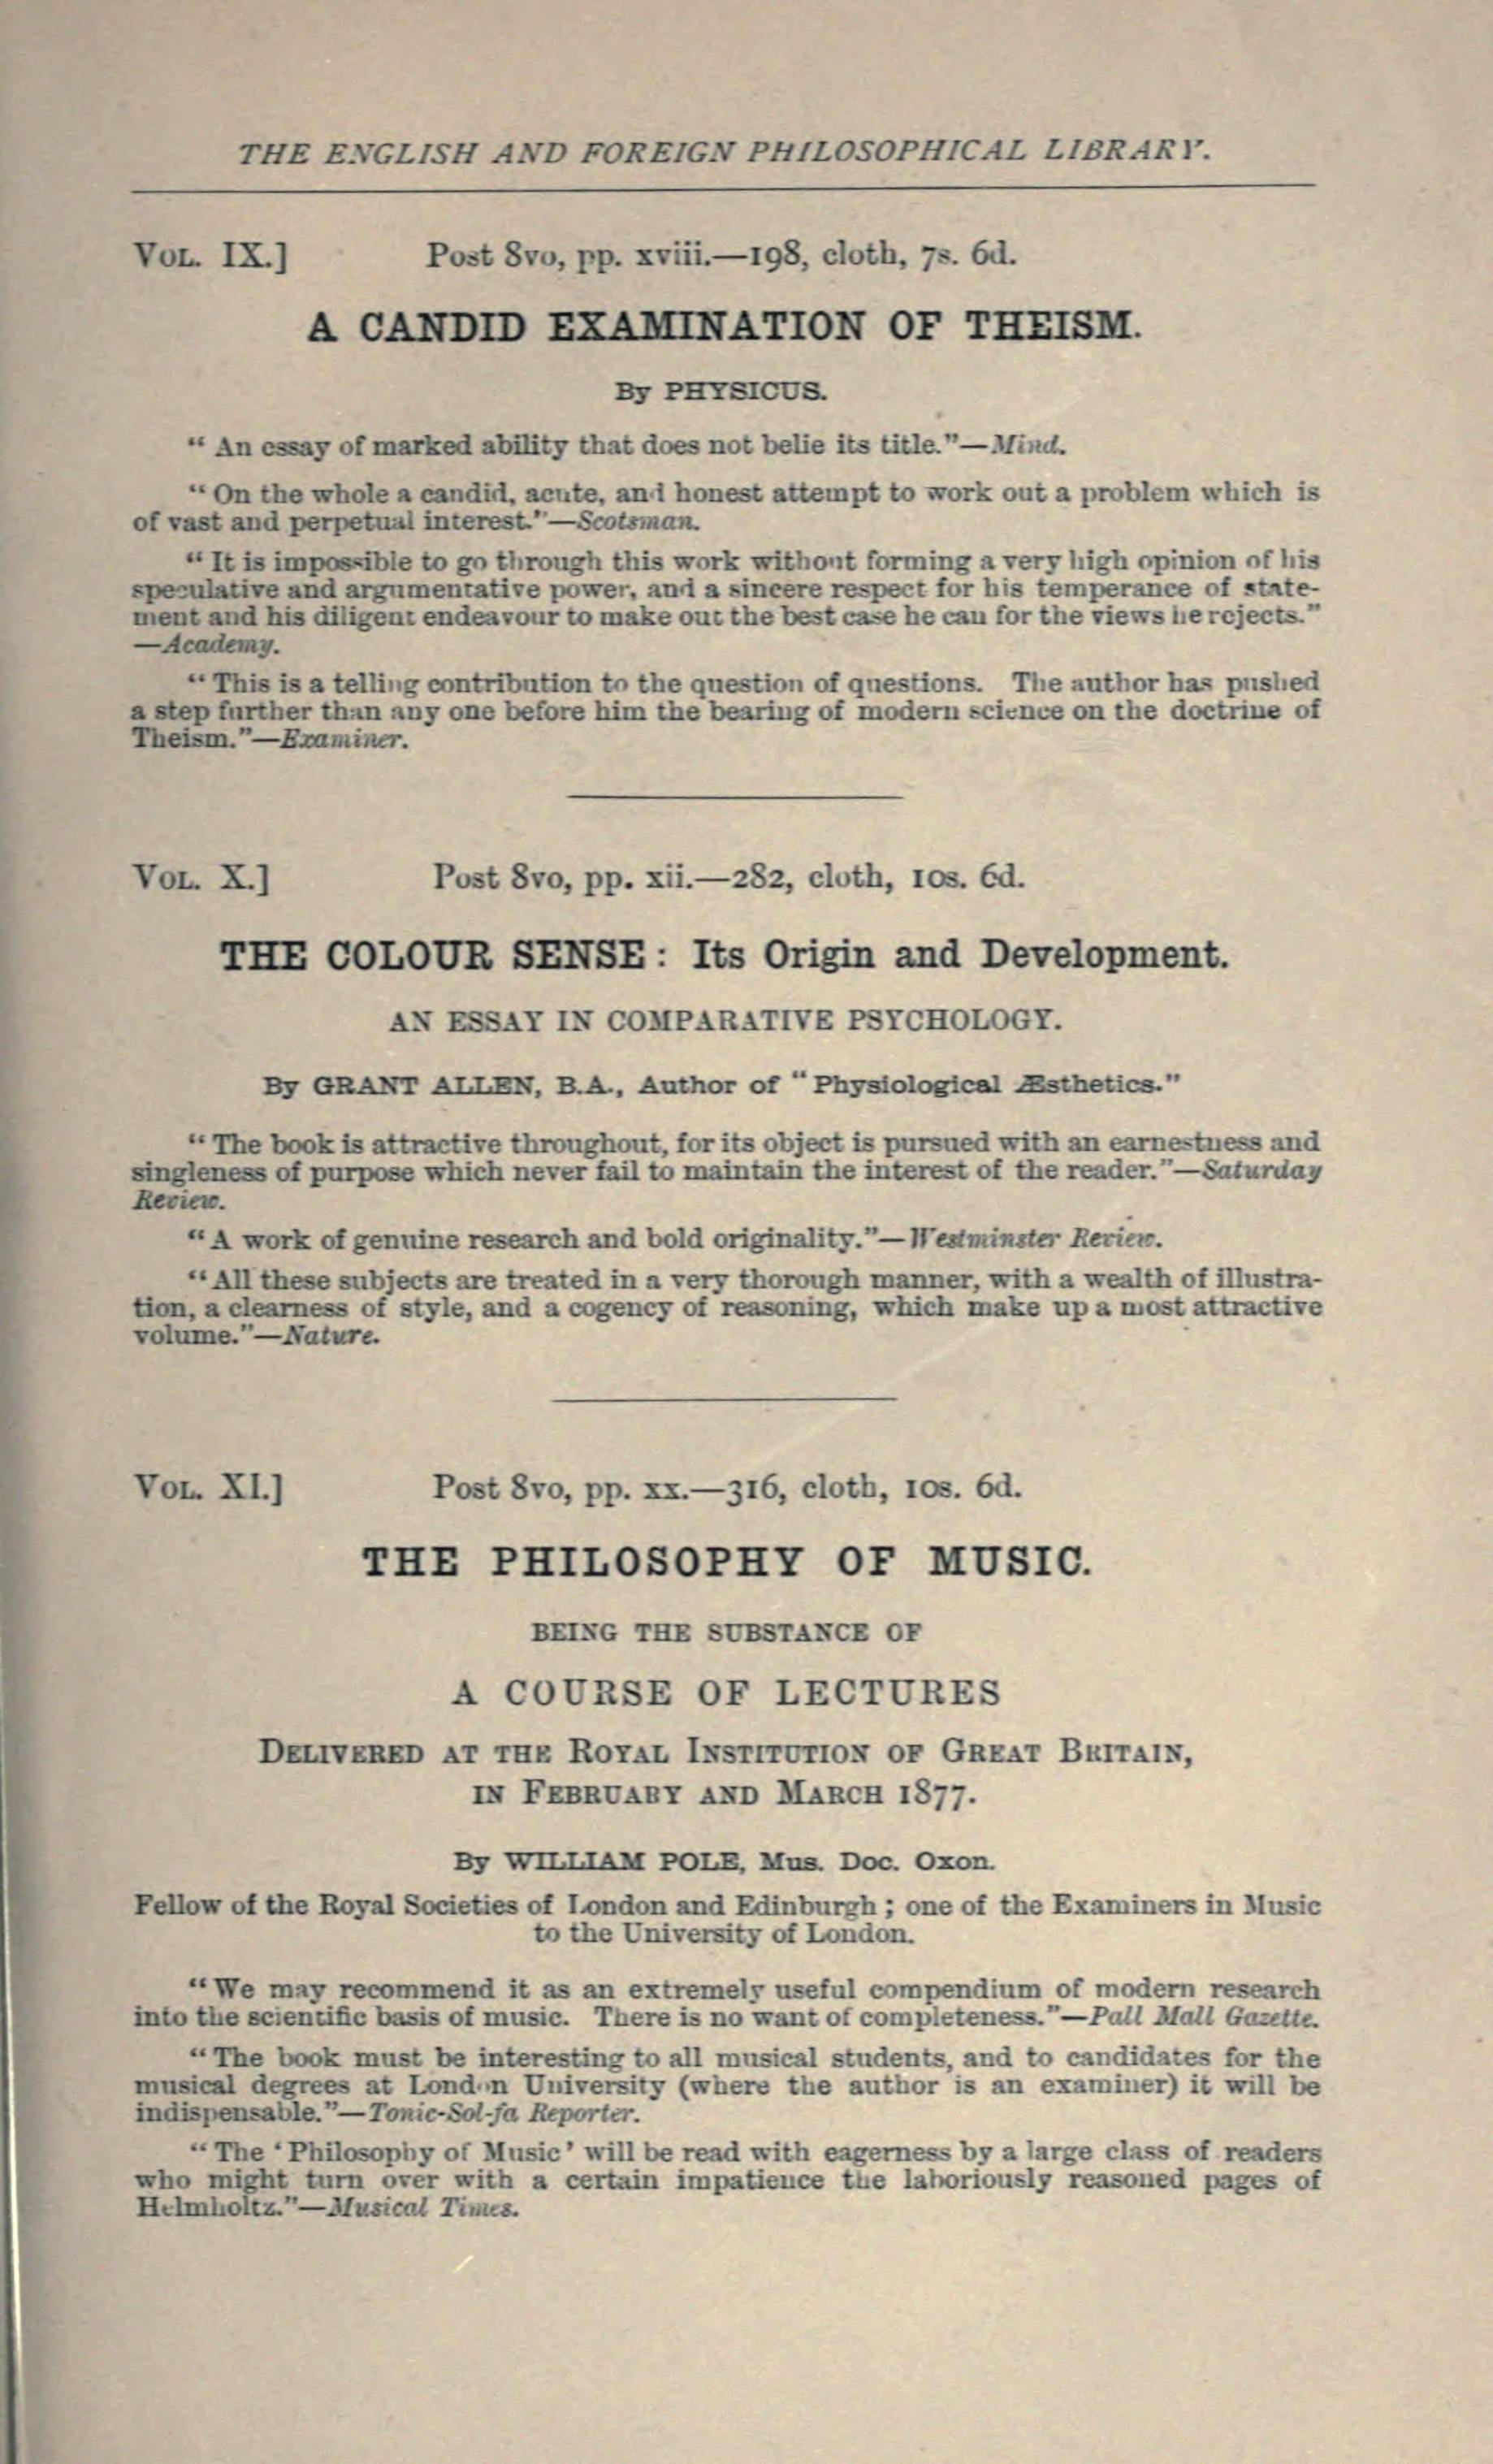 THE ENGLISH AND FOREIGN PHILOSOPHICAL LIBRARY.
VOL. IX.] Post 8vo, pp. xviii.—198, cloth, 7s. 6d.
A CANDID EXAMINATION OF THEISM.
By PHYSICUS.
“An essay of marked ability that does not belie its title.”—Mind.
“On the whole a candid, acute, and honest attempt to work out a problem which is
of vast and perpetual interest.”—Scotsman.
“It is impossible to go through this work without forming a very high opinion of his
speculative and argumentative power, and a sincere respect for his temperance of state-
ment and his diligent endeavour to make out the best case he can for the views he rejects.”
—Academy.
“This is a telling contribution to the question of questions. The author has pushed
a step further than any one before him the bearing of modern science on the doctrine of
Theism.”—Examiner.
VOL. X.] Post 8vo, pp. xii.—282, cloth, 10s. 6d.
THE COLOUR SENSE: Its Origin and Development.
AN ESSAY IN COMPARATIVE PSYCHOLOGY.
By GRANT ALLEN, B.A., Author of “Physiological Æsthetics.”
“The book is attractive throughout, for its object is pursued with an earnestness and
singleness of purpose which never fail to maintain the interest of the reader.”—Saturday
Review.
“A work of genuine research and bold originality.”—Westminster Review.
“All these subjects are treated in a very thorough manner, with a wealth of illustra-
tion, a clearness of style, and a cogency of reasoning, which make up a most attractive
volume.”—Nature.
VOL. XI.] Post 8vo, pp. xx.—316, cloth, 10s. 6d.
THE PHILOSOPHY OF MUSIC.
BEING THE SUBSTANCE OF
A COURSE OF LECTURES
DELIVERED AT THE ROYAL INSTITUTION OF GREAT BRITAIN,
IN FEBRUARY AND MARCH 1877.
By WILLIAM POLE, Mus. Doc. Oxon.
Fellow of the Royal Societies of London and Edinburgh; one of the Examiners in Music
to the University of London.
“We may recommend it as an extremely useful compendium of modern research
into the scientific basis of music. There is no want of completeness.”—Pall Mall Gazette.
“The book must be interesting to all musical students, and to candidates for the
musical degrees at London University (where the author is an examiner) it will be
indispensable.”—Tonic-Sol-fa Reporter.
“The ‘Philosophy of Music’ will be read with eagerness by a large class of readers
who might turn over with a certain impatience the laboriously reasoned pages of
Helmholtz.”—Musical Times.